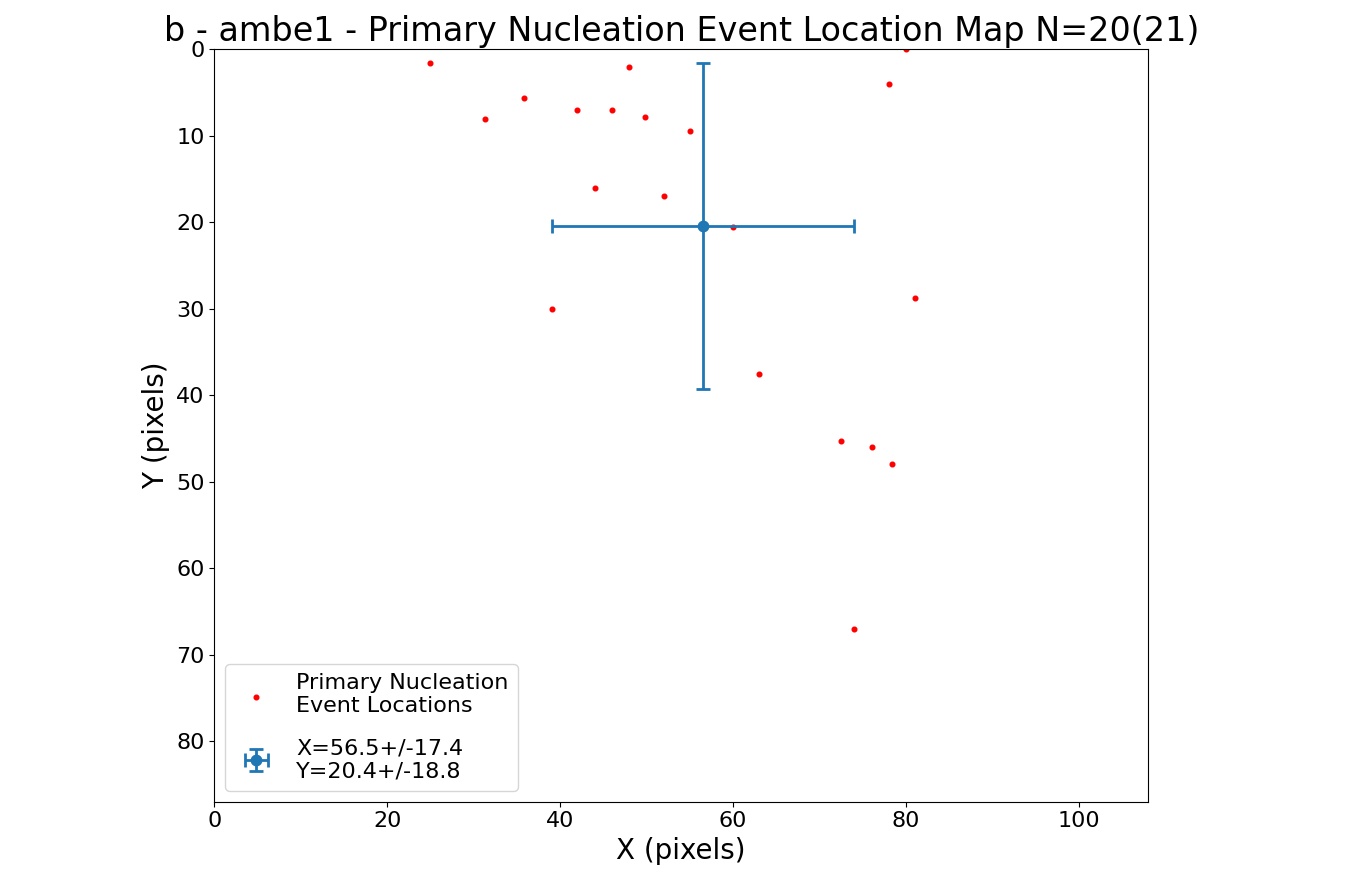 b - ambe1 - Primary Nucleation Event Location Map N=20(21)
0
10
20
30
40
50
60
70
80
Y (pixels)
Primary Nucleation
Event Locations
X=56.5+/-17.4
Y=20.4+/-18.8
0 20 40 60 80 100
X (pixels)